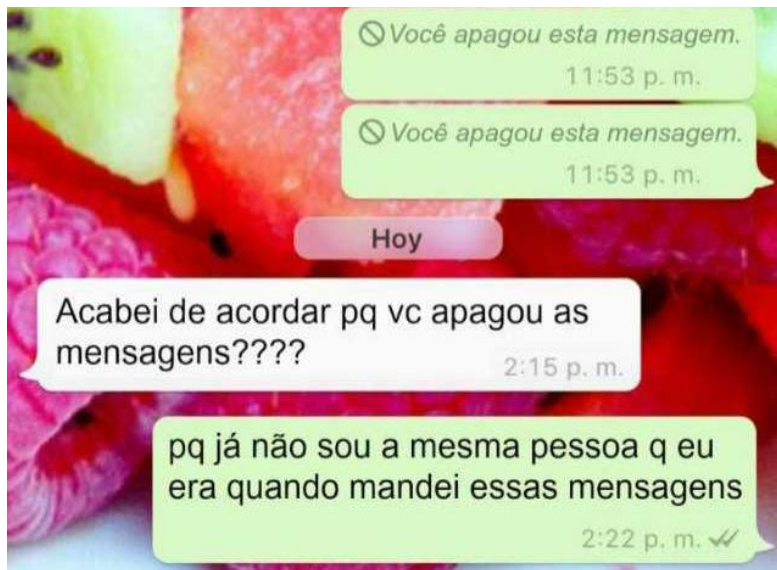 Você apagou esta mensagem.
11:53 p. m.
Você apagou esta mensagem.
11:53 p. m.
Hoy
Acabei de acordar pq vc apagou as
mensagens????
2:15 p. m.
pq já não sou a mesma pessoa q eu
era quando mandei essas mensagens
2:22 p. m.